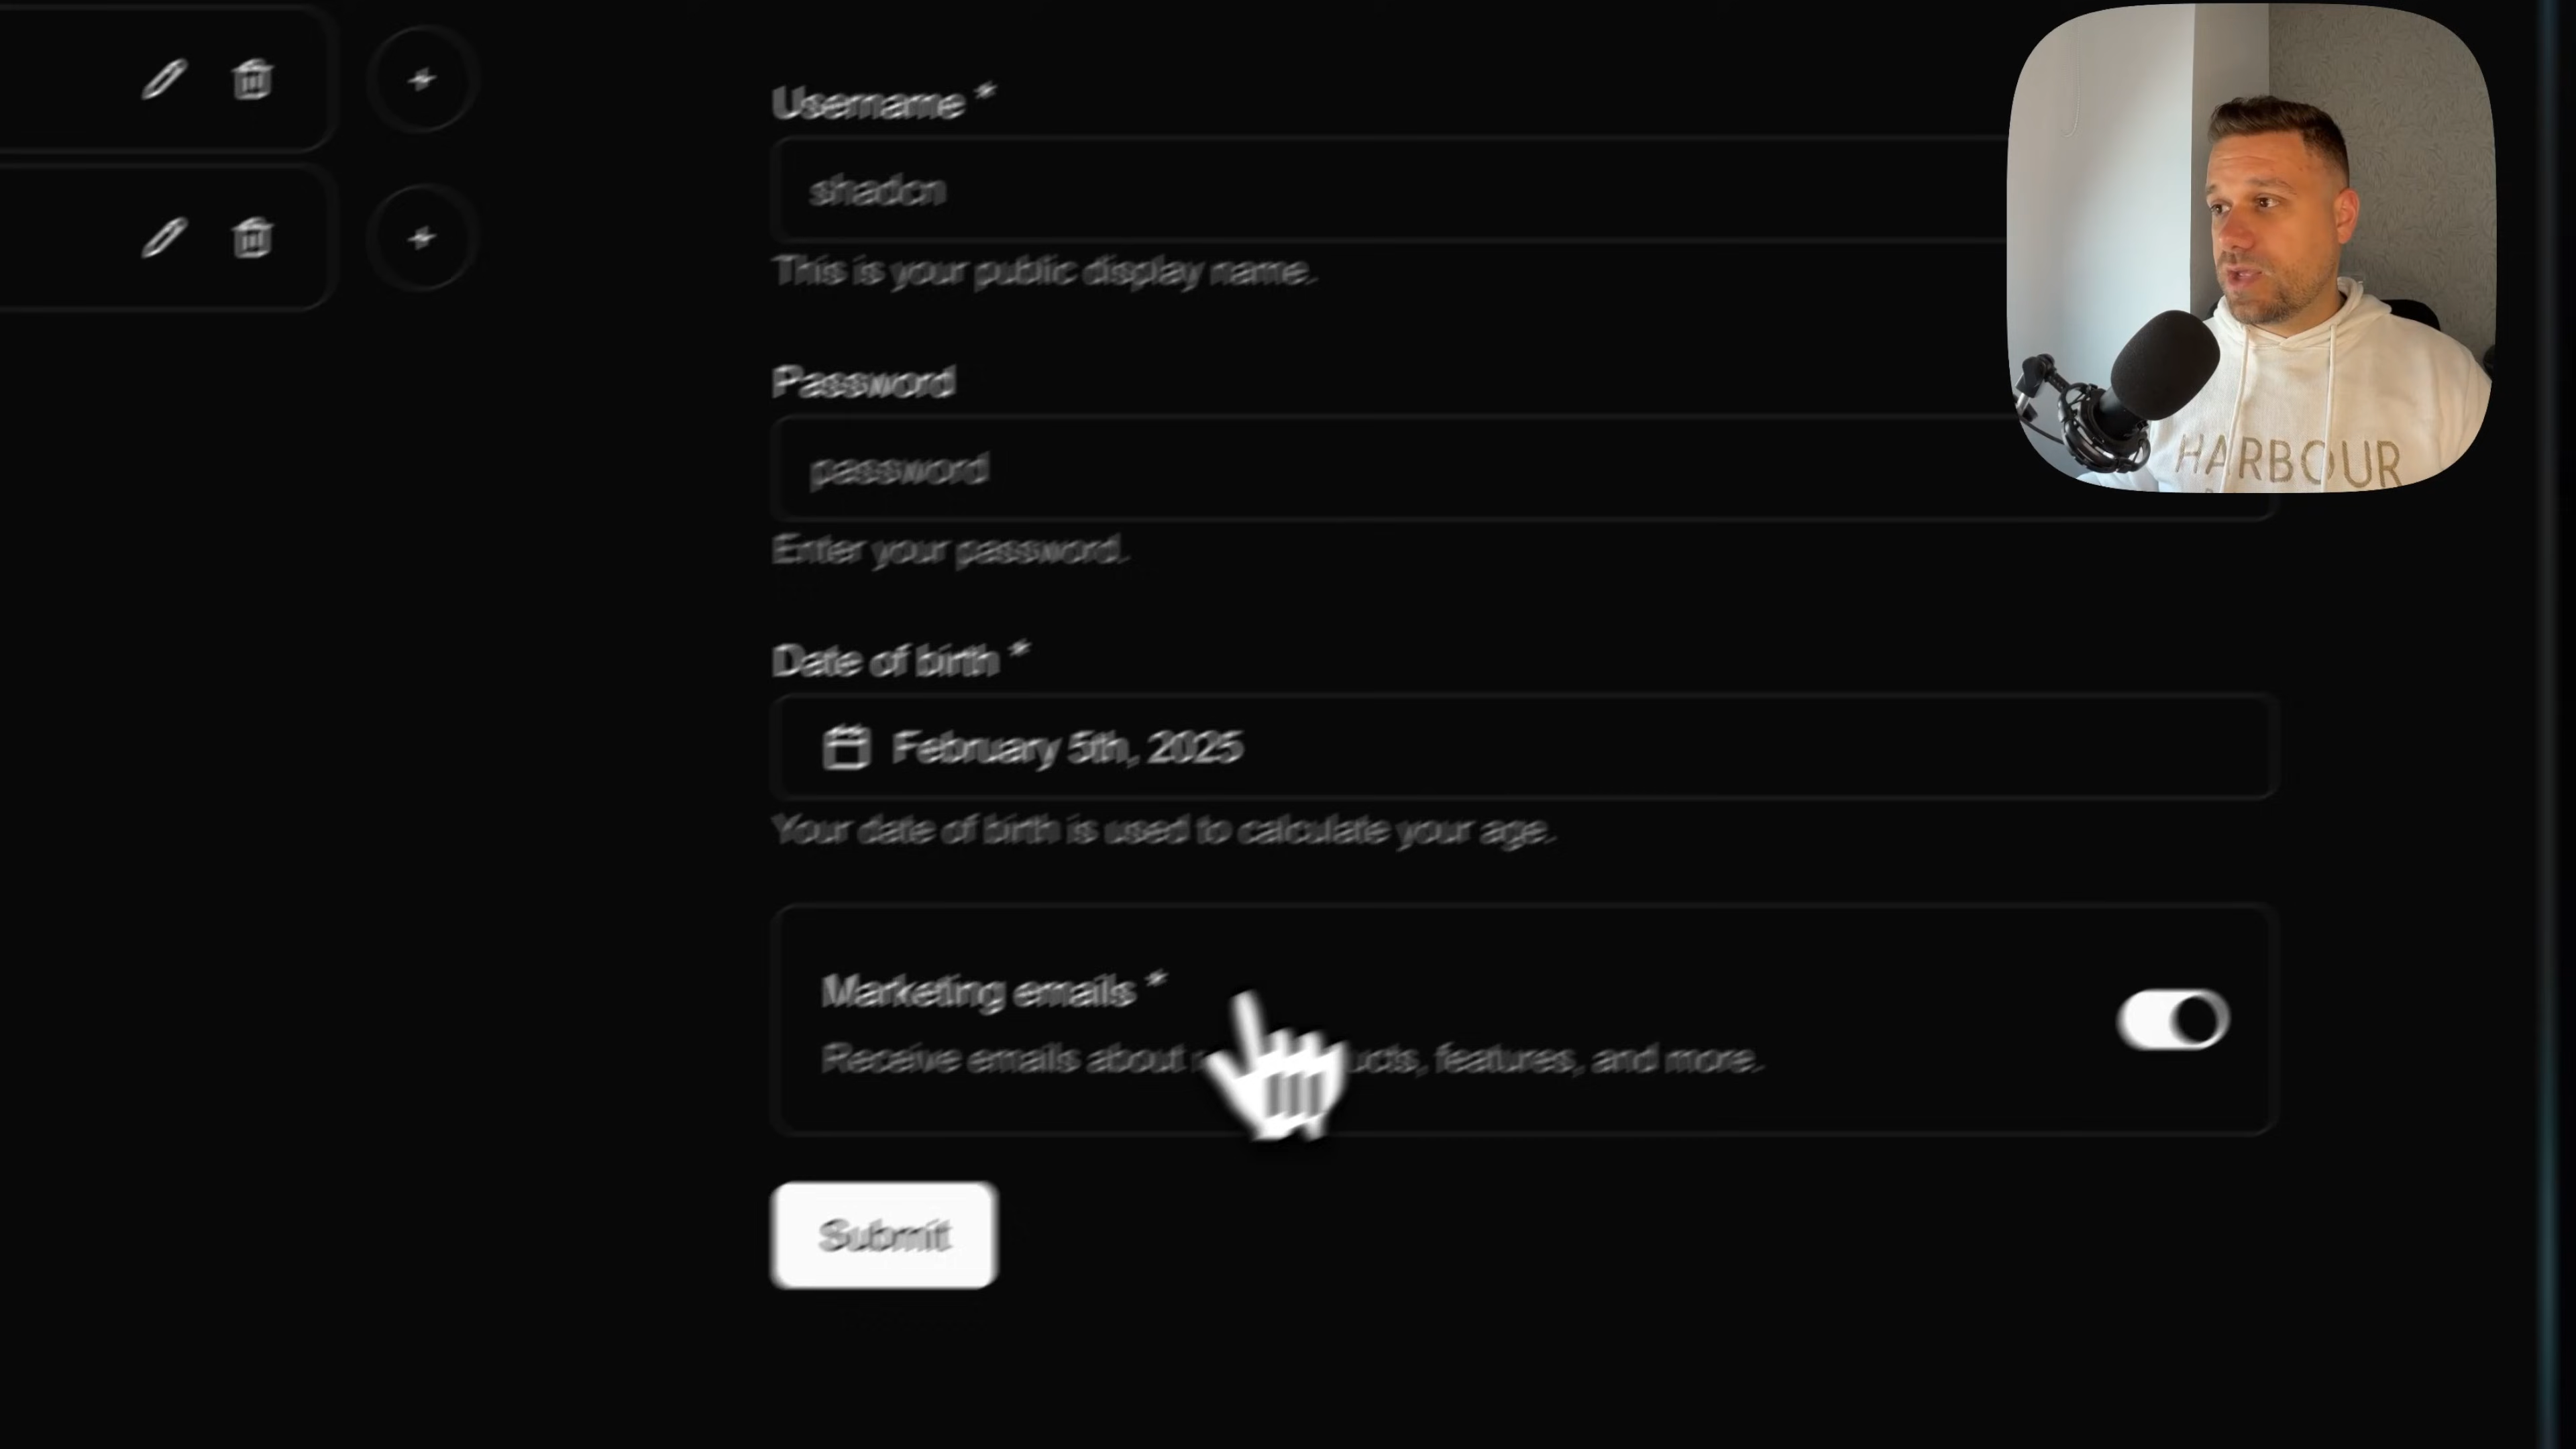 Username *
shadcn
This is your public display name.
Password
password
Enter your password.
Date of birth *
February 5th, 2025
Your date of birth is used to calculate your age.
Marketing emails *
Receive emails about features, and more.
Submit
HARBOUR